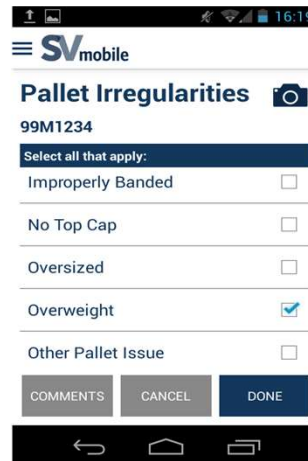 16:19
SVmobile
Pallet Irregularities
99M1234
Select all that apply:
Improperly Banded
No Top Cap
Oversized
Overweight
Other Pallet Issue
COMMENTS CANCEL DONE